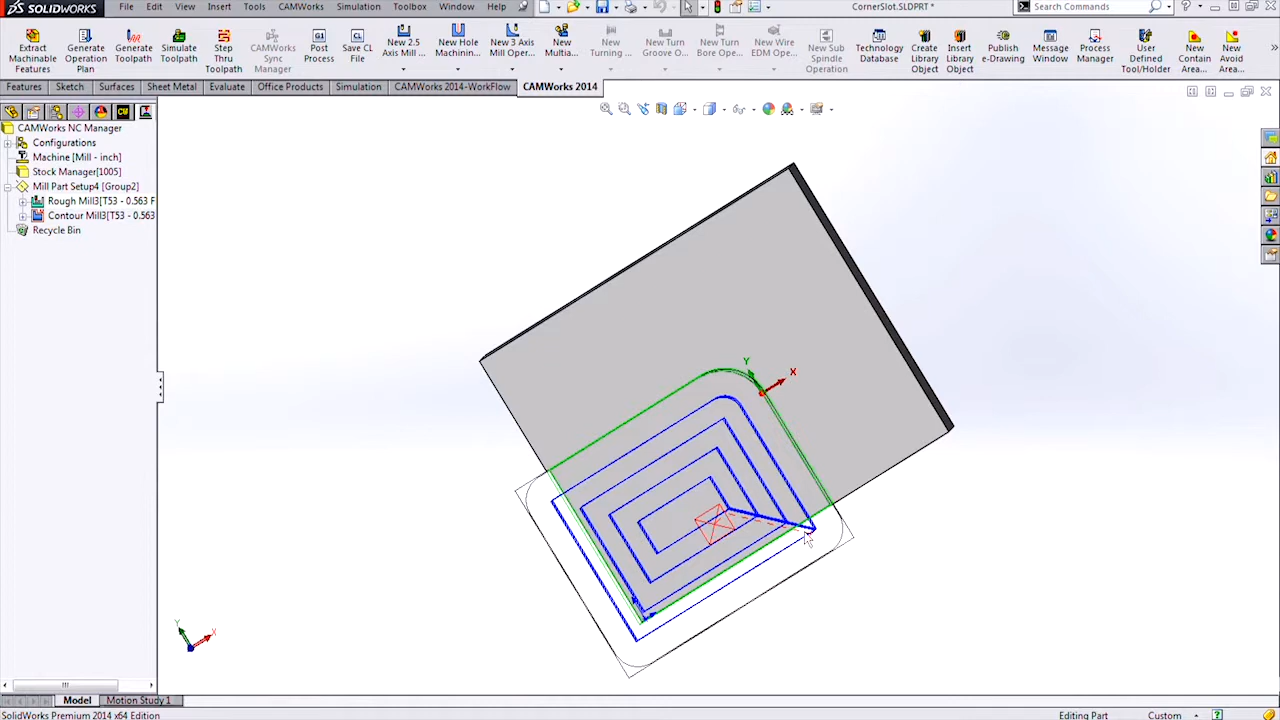 SOLIDWORKS File Edit View Insert CAMWorks Simulation Toolbox Window Help CornerSlot.SLDPRT * Search Commands ?
Extract Machinable Features
Generate Operation Plan
Generate Toolpath
Simulate Toolpath
Step Thru Toolpath
CAMWorks Sync Manager
G1 Post Process
CL Save CL File
New 2.5 Axis Mill ...
New Hole Machinin...
New 3 Axis Mill Oper...
New Multia...
New Turning ...
New Turn Groove O...
New Turn Bore Ope...
New Wire EDM Ope...
New Sub Spindle Operation
Technology Database
Create Library Object
Insert Library Object
Publish e-Drawing
Message Window
Process Manager
User Defined Tool/Holder
New Contain Area...
New Avoid Area...
Features Sketch Surfaces Sheet Metal Evaluate Office Products Simulation CAMWorks 2014-WorkFlow CAMWorks 2014
CAMWorks NC Manager
Configurations
Machine [Mill - inch]
Stock Manager[1005]
Mill Part Setup4 [Group2]
Rough Mill3[T53 - 0.563 F
Contour Mill3[T53 - 0.563
Recycle Bin
Y
X
Y
X
Model Motion Study 1
SolidWorks Premium 2014 x64 Edition Editing Part Custom ?